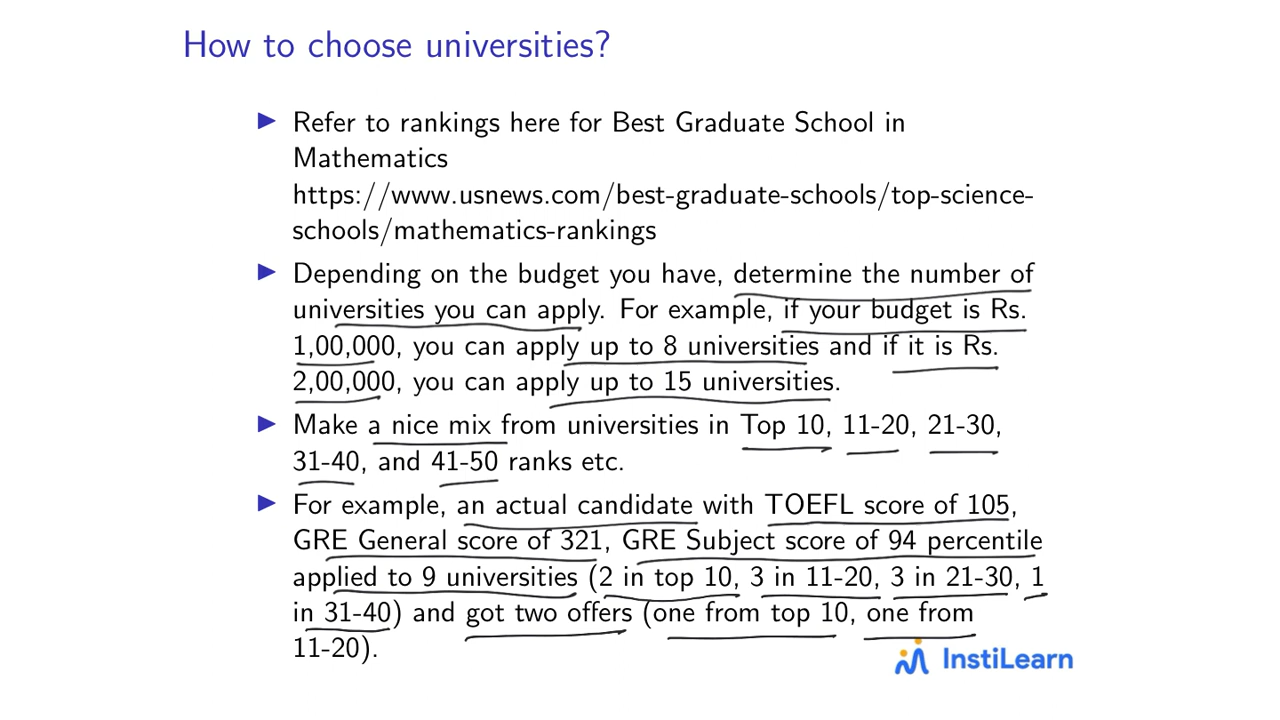 How to choose universities?
▶ Refer to rankings here for Best Graduate School in
Mathematics
https://www.usnews.com/best-graduate-schools/top-science-
schools/mathematics-rankings
▶ Depending on the budget you have, determine the number of
universities you can apply. For example, if your budget is Rs.
1,00,000, you can apply up to 8 universities and if it is Rs.
2,00,000, you can apply up to 15 universities.
▶ Make a nice mix from universities in Top 10, 11-20, 21-30,
31-40, and 41-50 ranks etc.
▶ For example, an actual candidate with TOEFL score of 105,
GRE General score of 321, GRE Subject score of 94 percentile
applied to 9 universities (2 in top 10, 3 in 11-20, 3 in 21-30, 1
in 31-40) and got two offers (one from top 10, one from
11-20).
InstiLearn